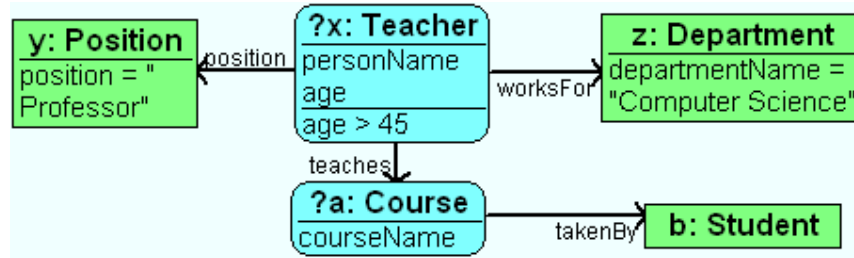 y: Position
position = "
Professor"
position
?x: Teacher
personName
age
age > 45
worksFor
z: Department
departmentName =
"Computer Science"
teaches
?a: Course
courseName
takenBy
b: Student